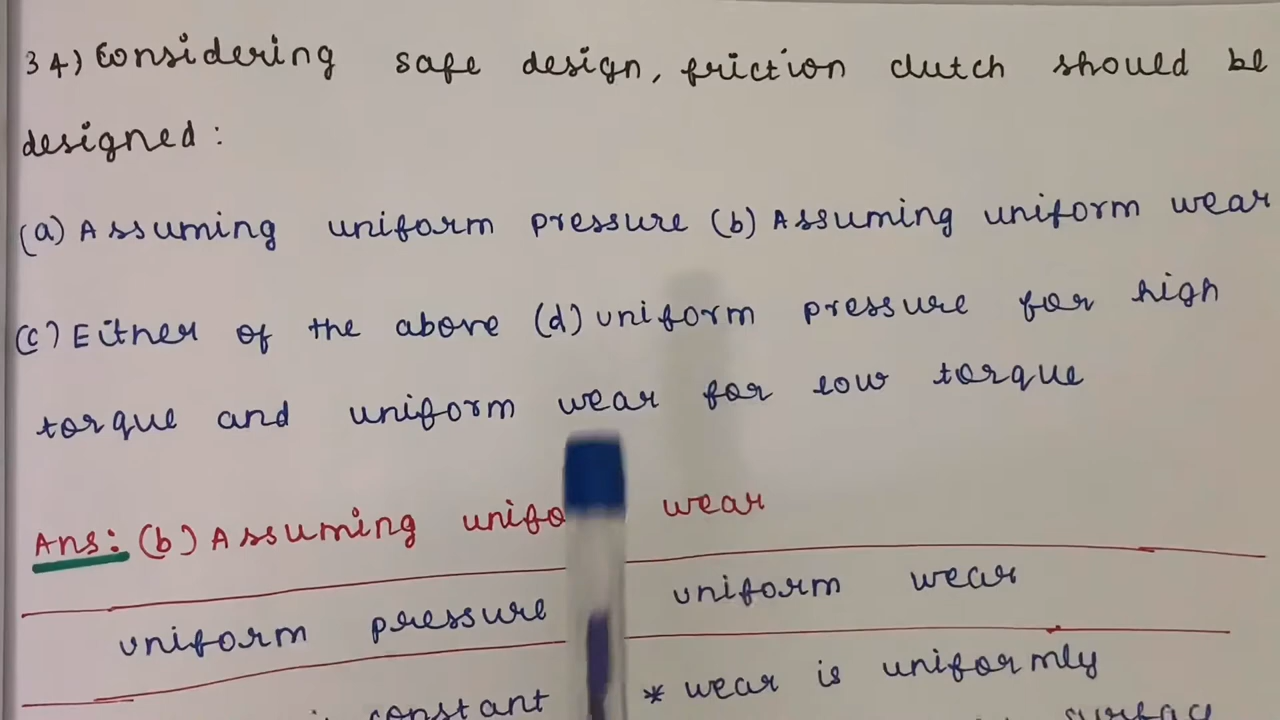 34) Considering safe design, friction clutch should be
designed:
(a) Assuming uniform pressure (b) Assuming uniform wear
(c) Either of the above (d) uniform pressure for high
torque and uniform wear for low torque
Ans: (b) Assuming unifo wear
uniform pressure uniform wear
constant * wear is uniformly